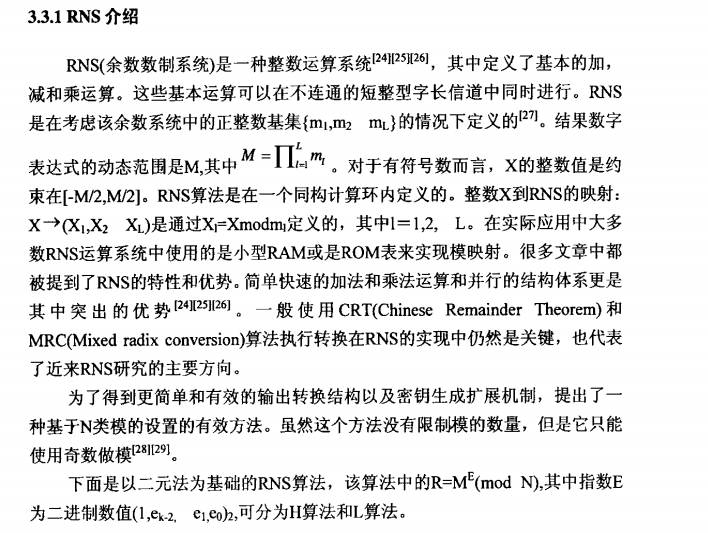 3.3.1 RNS 介绍
RNS(余数数制系统)是一种整数运算系统[24][25][26]，其中定义了基本的加，
减和乘运算。这些基本运算可以在不连通的短整型字长信道中同时进行。RNS
是在考虑该余数系统中的正整数基集{m1,m2 mL}的情况下定义的[27]。结果数字
表达式的动态范围是M,其中 M = ∏_{l=1}^{L} m_l 。对于有符号数而言，X的整数值是约
束在[-M/2,M/2]。RNS算法是在一个同构计算环内定义的。整数X到RNS的映射：
X→(X1,X2 XL)是通过Xl=Xmodml定义的，其中l＝1,2, L。在实际应用中大多
数RNS运算系统中使用的是小型RAM或是ROM表来实现模映射。很多文章中都
被提到了RNS的特性和优势。简单快速的加法和乘法运算和并行的结构体系更是
其中突出的优势[24][25][26]。一般使用CRT(Chinese Remainder Theorem)和
MRC(Mixed radix conversion)算法执行转换在RNS的实现中仍然是关键，也代表
了近来RNS研究的主要方向。
为了得到更简单和有效的输出转换结构以及密钥生成扩展机制，提出了一
种基于N类模的设置的有效方法。虽然这个方法没有限制模的数量，但是它只能
使用奇数做模[28][29]。
下面是以二元法为基础的RNS算法，该算法中的R=M^E(mod N),其中指数E
为二进制数值(1,ek-2, e1,e0)2,可分为H算法和L算法。